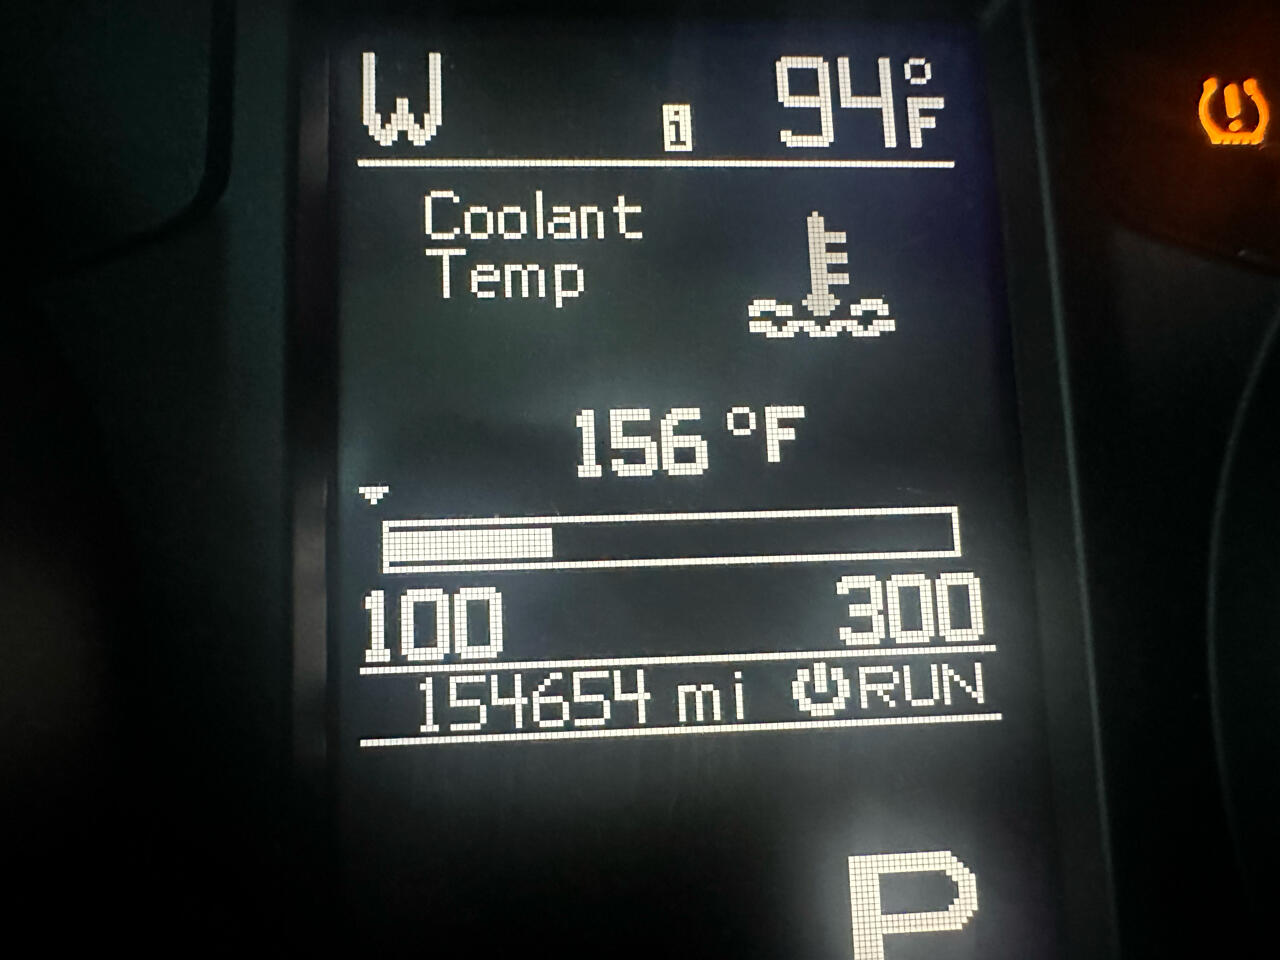 W i 94°F
Coolant
Temp
156 °F
100 300
154654 mi RUN
P